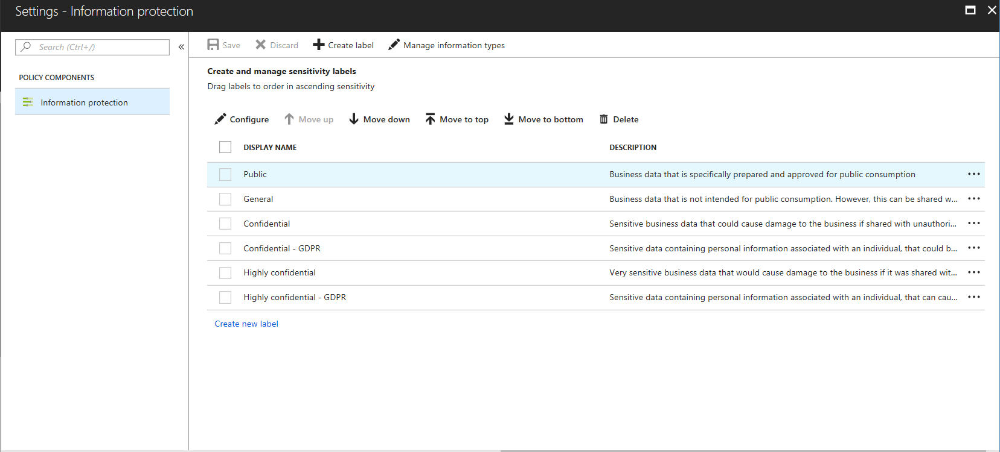 Settings - Information protection
Search (Ctrl+/)
POLICY COMPONENTS
Information protection
Save Discard Create label Manage information types
Create and manage sensitivity labels
Drag labels to order in ascending sensitivity
Configure Move up Move down Move to top Move to bottom Delete
DISPLAY NAME DESCRIPTION
Public Business data that is specifically prepared and approved for public consumption
General Business data that is not intended for public consumption. However, this can be shared w...
Confidential Sensitive business data that could cause damage to the business if shared with unauthori...
Confidential - GDPR Sensitive data containing personal information associated with an individual, that could b...
Highly confidential Very sensitive business data that would cause damage to the business if it was shared wit...
Highly confidential - GDPR Sensitive data containing personal information associated with an individual, that can cau...
Create new label